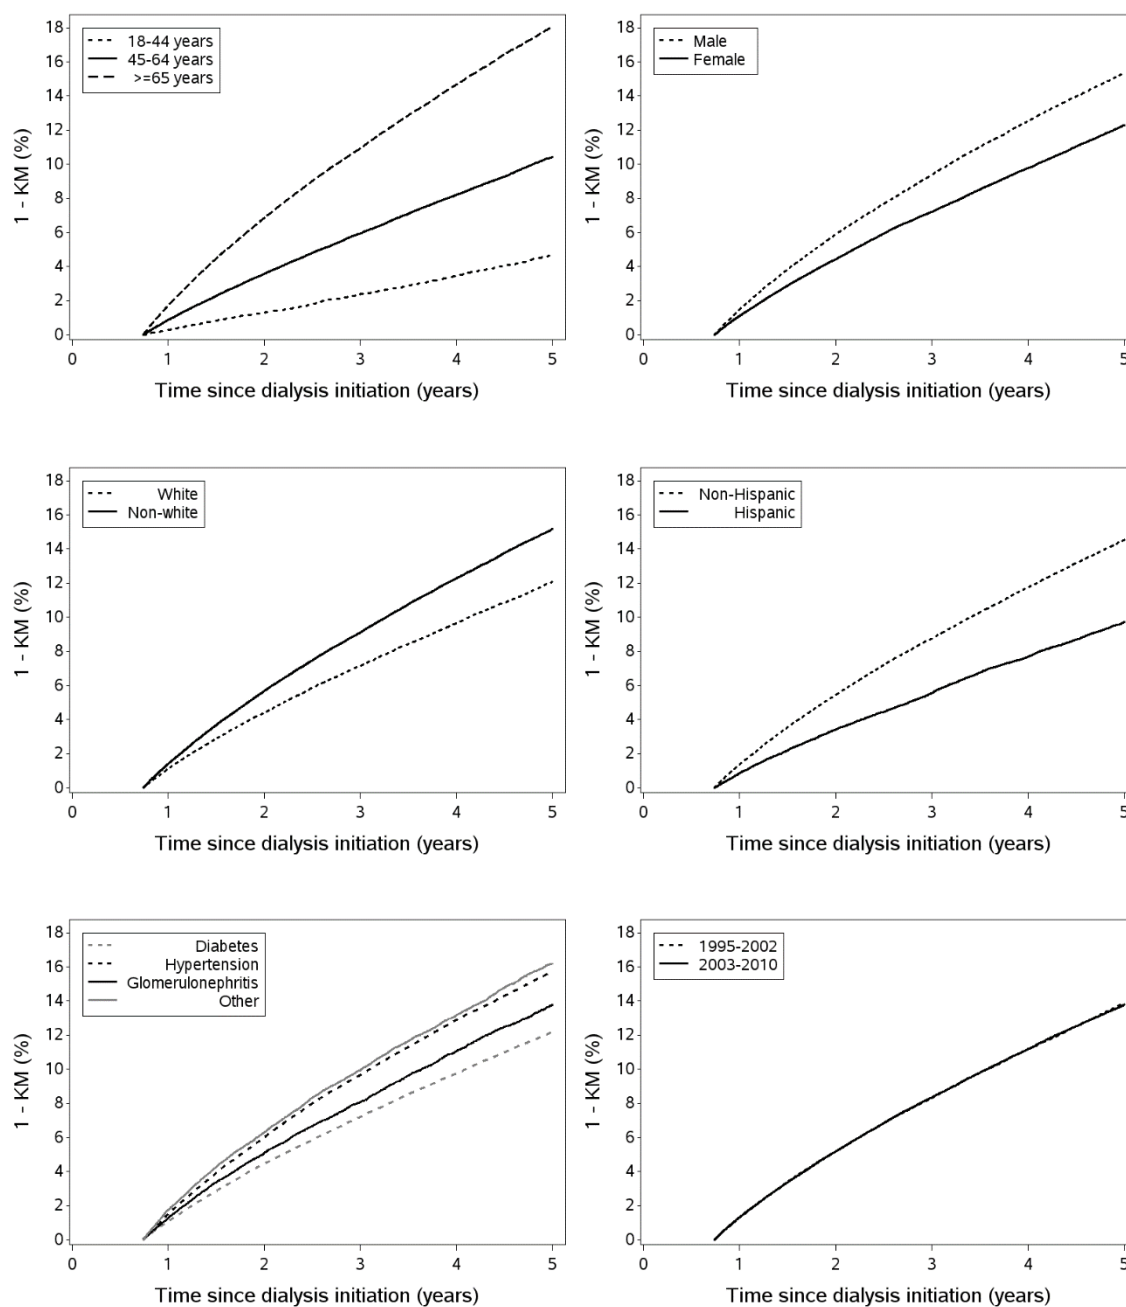 18
16
14
12
10
8
6
4
2
0
1 - KM (%)
18-44 years
45-64 years
>=65 years
0 1 2 3 4 5
Time since dialysis initiation (years)
18
16
14
12
10
8
6
4
2
0
1 - KM (%)
Male
Female
0 1 2 3 4 5
Time since dialysis initiation (years)
18
16
14
12
10
8
6
4
2
0
1 - KM (%)
White
Non-white
0 1 2 3 4 5
Time since dialysis initiation (years)
18
16
14
12
10
8
6
4
2
0
1 - KM (%)
Non-Hispanic
Hispanic
0 1 2 3 4 5
Time since dialysis initiation (years)
18
16
14
12
10
8
6
4
2
0
1 - KM (%)
Diabetes
Hypertension
Glomerulonephritis
Other
0 1 2 3 4 5
Time since dialysis initiation (years)
18
16
14
12
10
8
6
4
2
0
1 - KM (%)
1995-2002
2003-2010
0 1 2 3 4 5
Time since dialysis initiation (years)